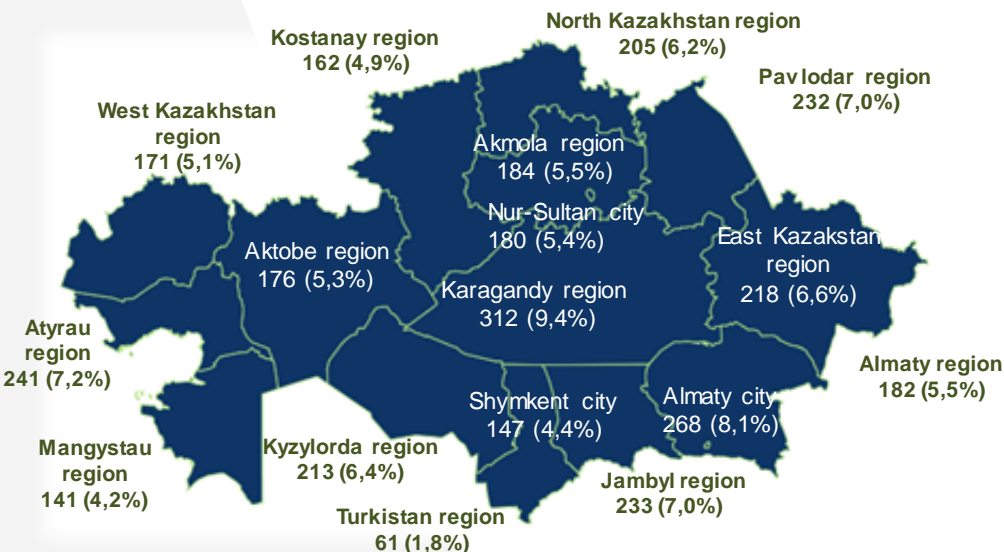 North Kazakhstan region
205 (6,2%)
Kostanay region
162 (4,9%)
Pavlodar region
232 (7,0%)
West Kazakhstan
region
171 (5,1%)
Akmola region
184 (5,5%)
Nur-Sultan city
180 (5,4%)
Aktobe region
176 (5,3%)
East Kazakstan
region
218 (6,6%)
Karagandy region
312 (9,4%)
Atyrau
region
241 (7,2%)
Almaty region
182 (5,5%)
Shymkent city
147 (4,4%)
Almaty city
268 (8,1%)
Mangystau
region
141 (4,2%)
Kyzylorda region
213 (6,4%)
Jambyl region
233 (7,0%)
Turkistan region
61 (1,8%)